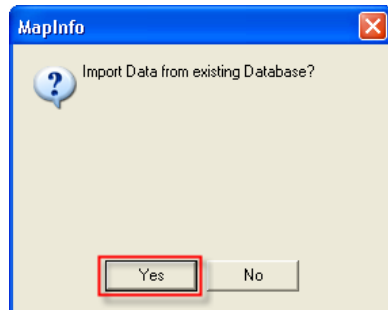 MapInfo
Import Data from existing Database?
Yes
No